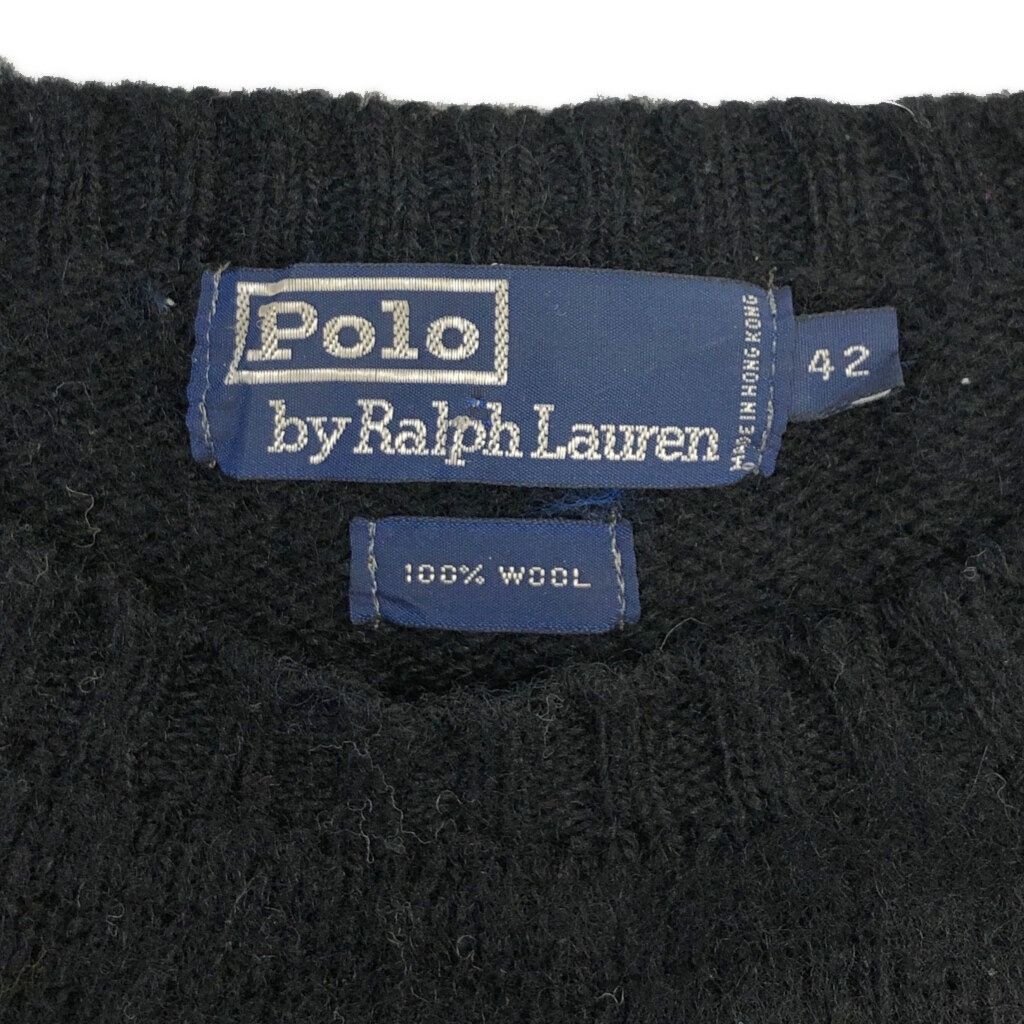 Polo
by Ralph Lauren
MADE IN HONG KONG
42
100% WOOL